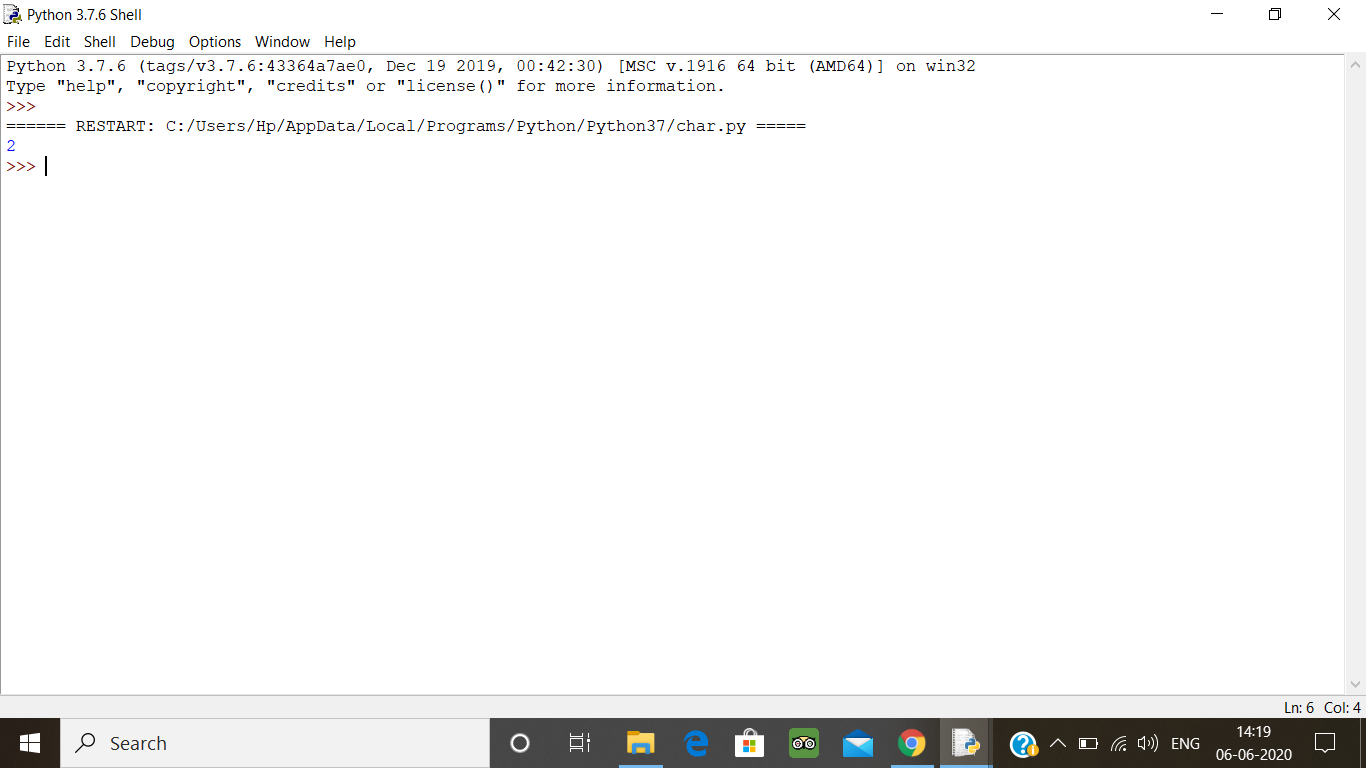 Python 3.7.6 Shell
File Edit Shell Debug Options Window Help
Python 3.7.6 (tags/v3.7.6:43364a7ae0, Dec 19 2019, 00:42:30) [MSC v.1916 64 bit (AMD64)] on win32
Type "help", "copyright", "credits" or "license()" for more information.
>>>
====== RESTART: C:/Users/Hp/AppData/Local/Programs/Python/Python37/char.py =====
2
>>>
Ln: 6 Col: 4
Search
ENG
14:19
06-06-2020